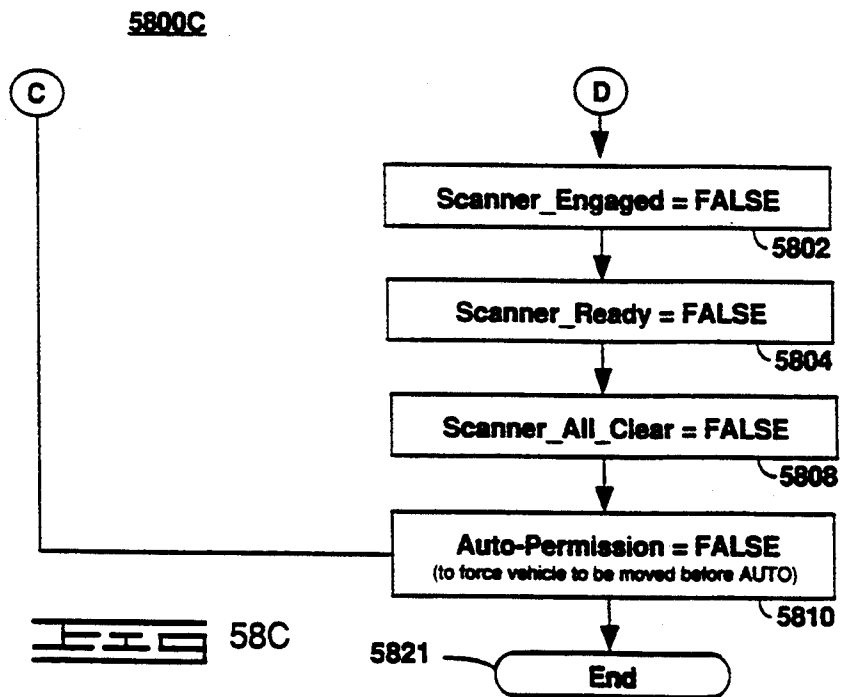 5800C
C
D
Scanner_Engaged = FALSE
5802
Scanner_Ready = FALSE
5804
Scanner_All_Clear = FALSE
5808
Auto-Permission = FALSE
(to force vehicle to be moved before AUTO)
5810
58C
5821
End